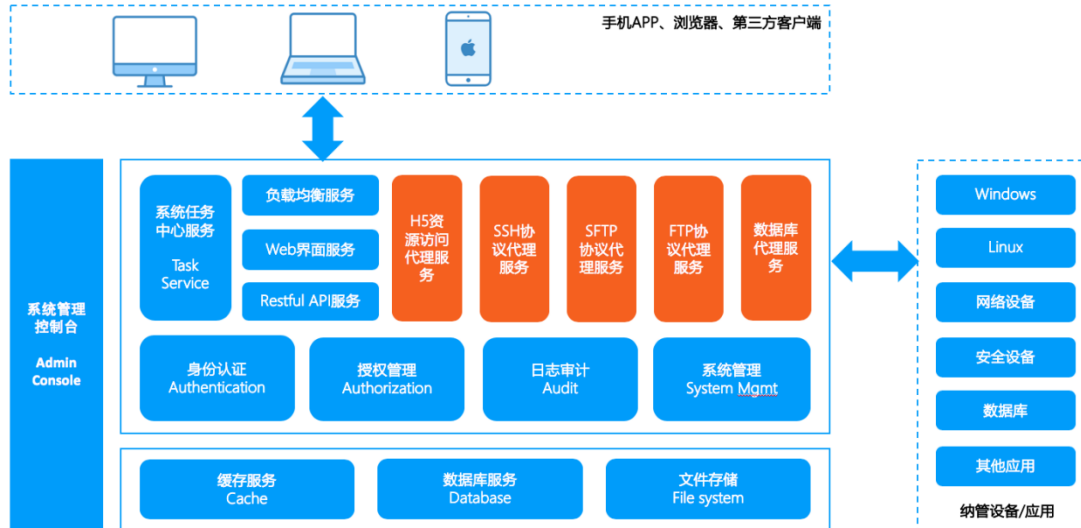 手机APP、浏览器、第三方客户端
系统管理
控制台
Admin
Console
系统任务
中心服务
Task
Service
负载均衡服务
Web界面服务
Restful API服务
H5资
源访问
代理服
务
SSH协
议代理
服务
SFTP
协议代
理服务
FTP协
议代理
服务
数据库
代理服
务
身份认证
Authentication
授权管理
Authorization
日志审计
Audit
系统管理
System Mgmt
缓存服务
Cache
数据库服务
Database
文件存储
File system
Windows
Linux
网络设备
安全设备
数据库
其他应用
纳管设备/应用